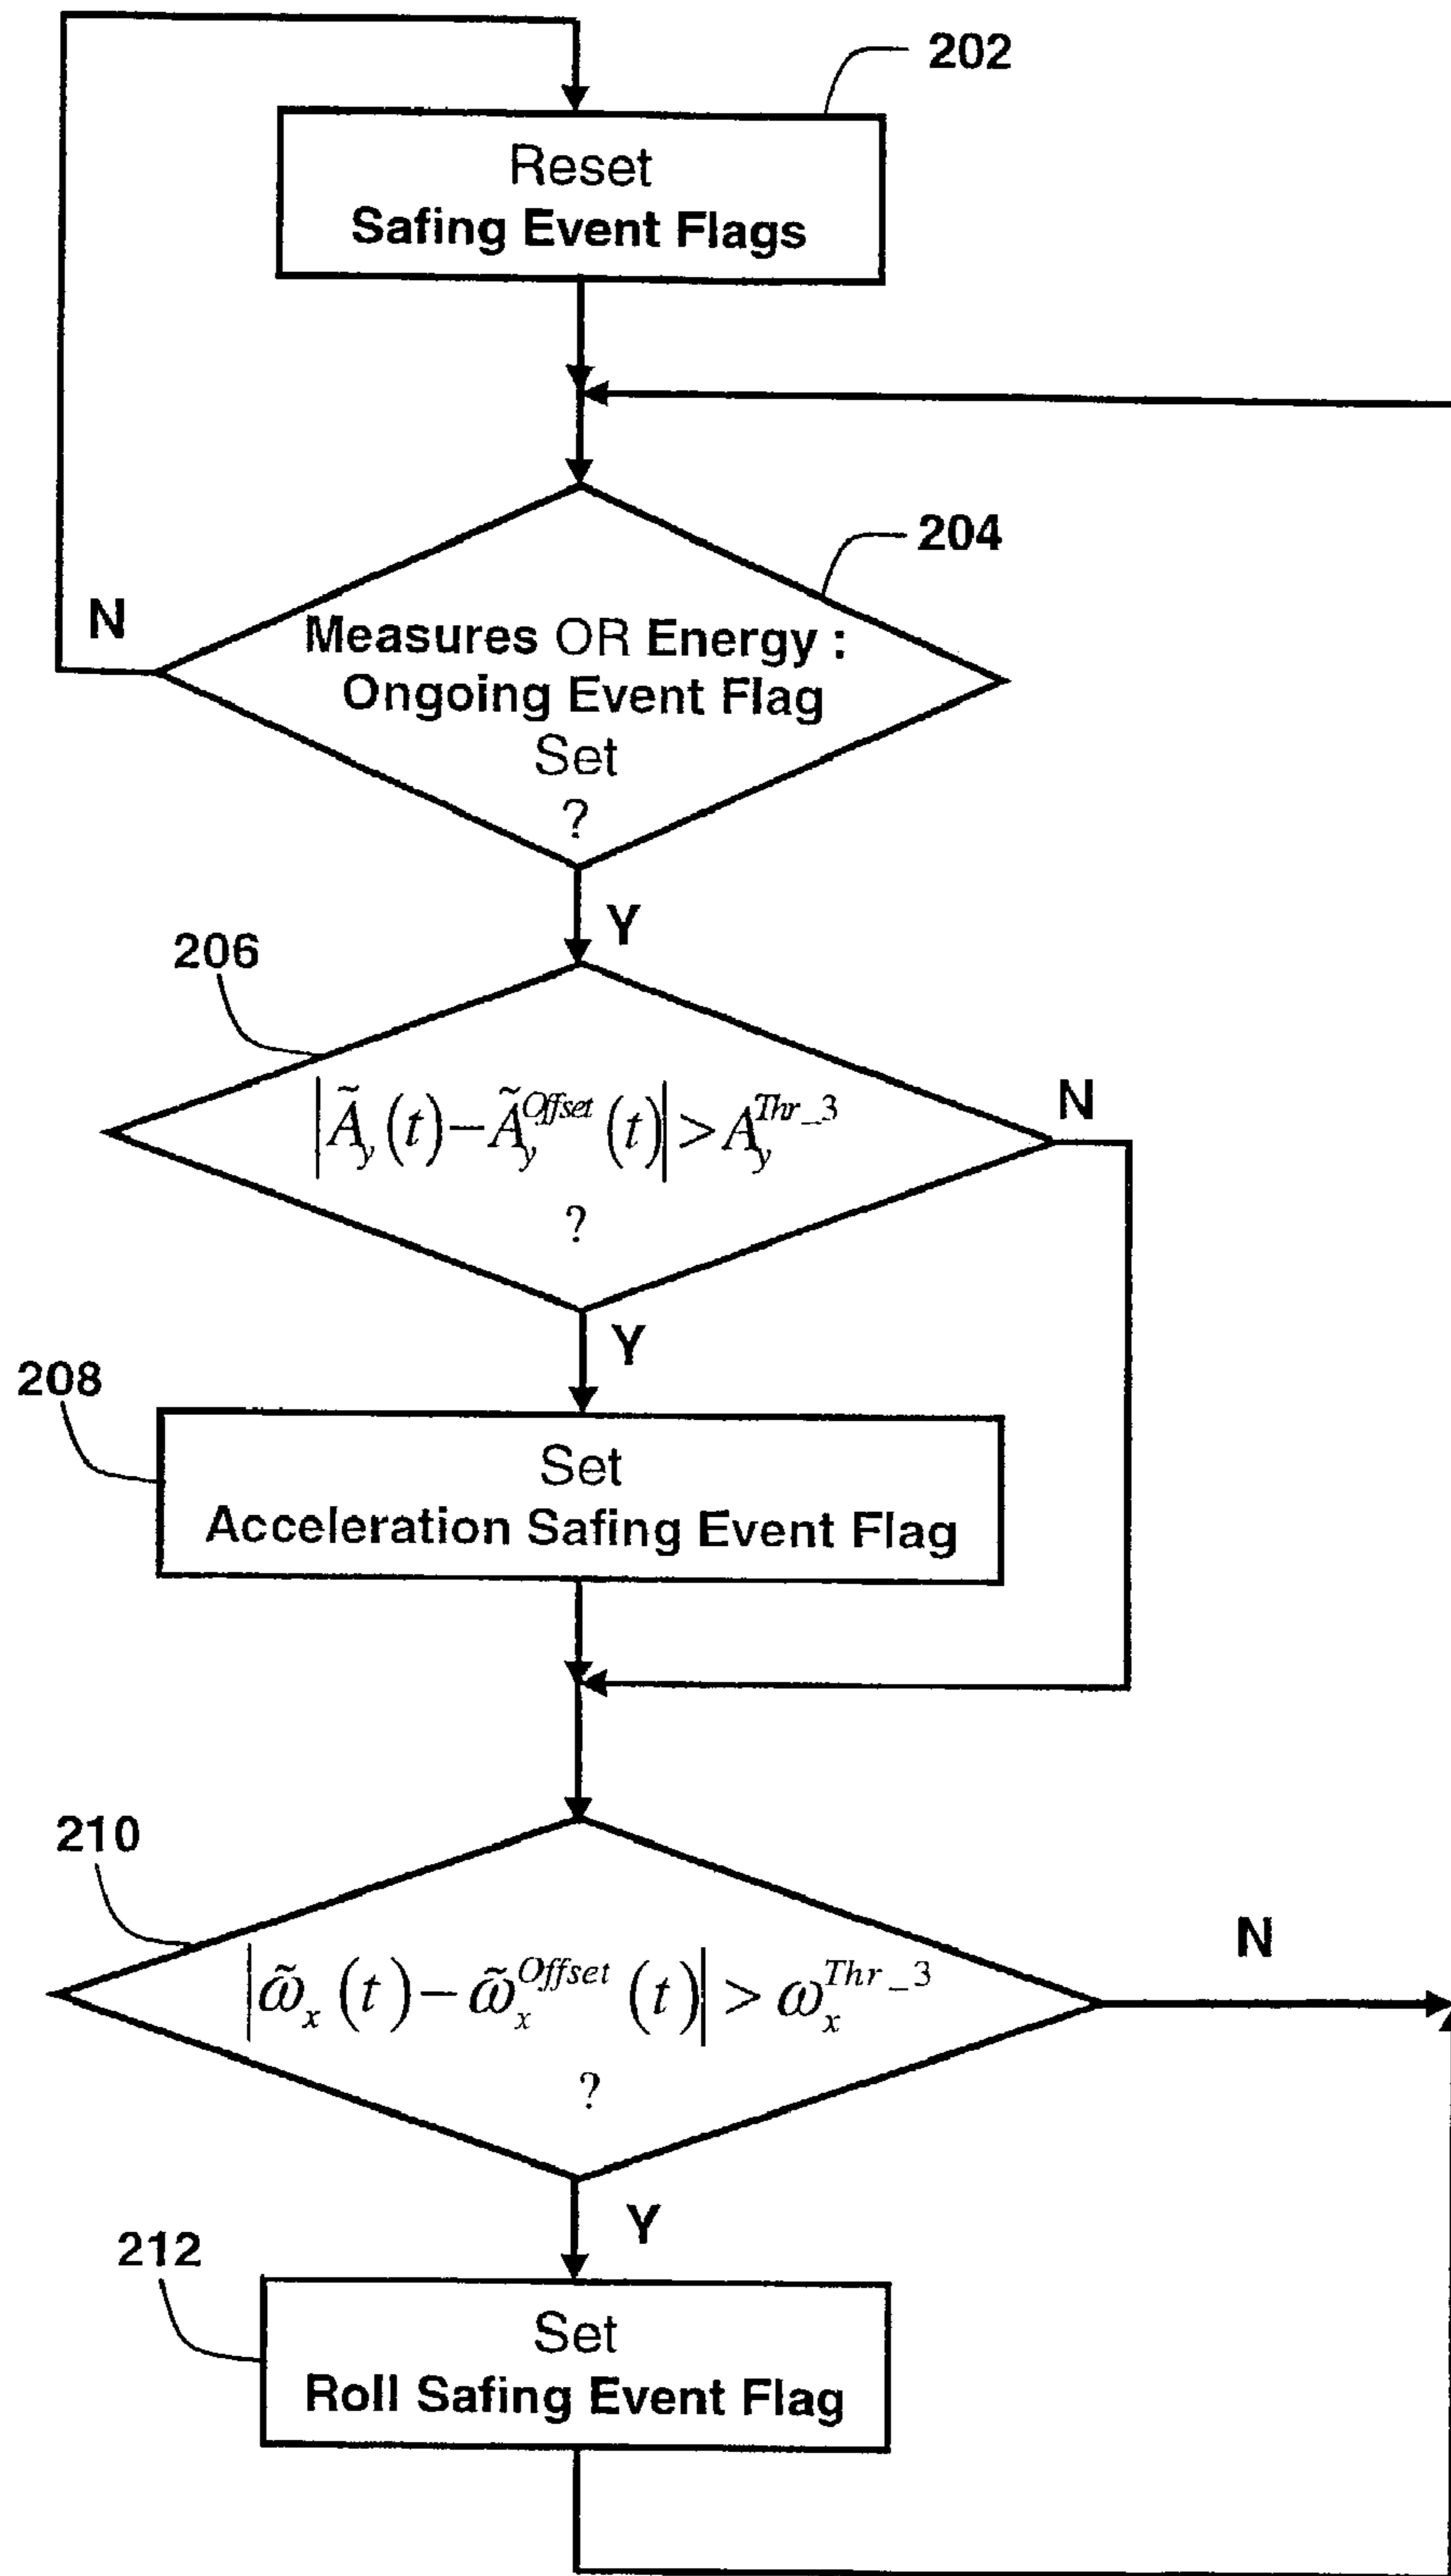 202
Reset
Safing Event Flags
204
N
Measures OR Energy :
Ongoing Event Flag
Set
?
Y
206
N
|Ã_y(t)−Ã_y^Offset(t)|>A_y^Thr_3
?
Y
208
Set
Acceleration Safing Event Flag
210
N
|ω̃_x(t)−ω̃_x^Offset(t)|>ω_x^Thr_3
?
Y
212
Set
Roll Safing Event Flag